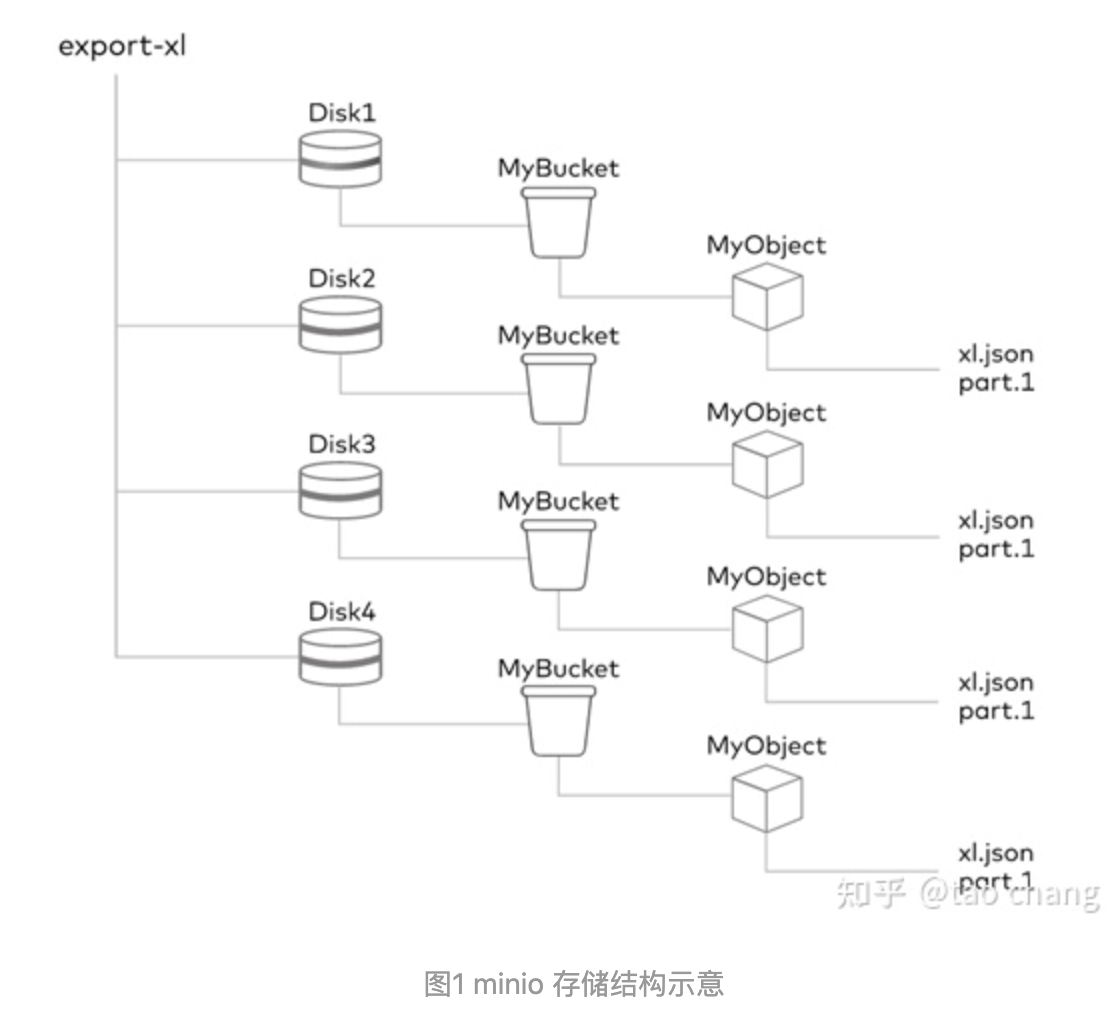 export-xl
Disk1
MyBucket
MyObject
xl.json
part.1
Disk2
MyBucket
MyObject
xl.json
part.1
Disk3
MyBucket
MyObject
xl.json
part.1
Disk4
MyBucket
MyObject
xl.json
part.1
知乎 @tao chang
图1 minio 存储结构示意